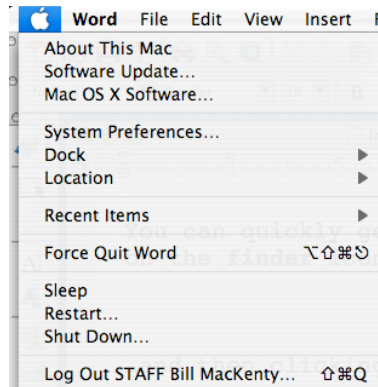 Word File Edit View Insert
About This Mac
Software Update...
Mac OS X Software...
System Preferences...
Dock
Location
Recent Items
Force Quit Word ⌥⇧⌘⎋
Sleep
Restart...
Shut Down...
Log Out STAFF Bill MacKenty... ⇧⌘Q